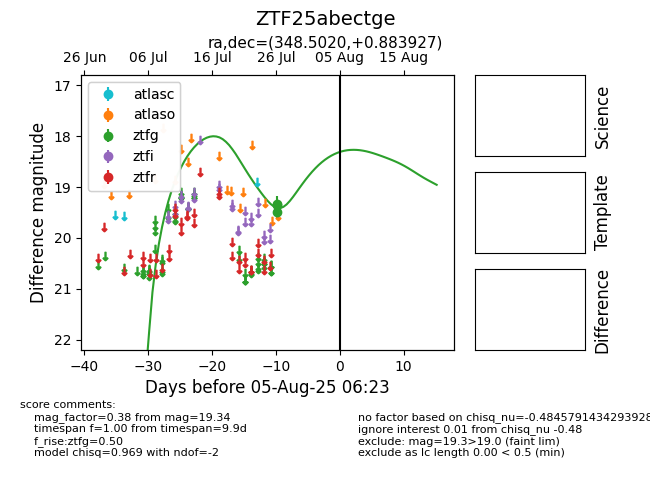 ZTF25abectge
ra,dec=(348.5020,+0.883927)
26 Jun 06 Jul 16 Jul 26 Jul 05 Aug 15 Aug
17
18
19
20
21
22
Difference magnitude
atlasc
atlaso
ztfg
ztfi
ztfr
Science
Template
Difference
−40 −30 −20 −10 0 10
Days before 05-Aug-25 06:23
score comments:
mag_factor=0.38 from mag=19.34
timespan f=1.00 from timespan=9.9d
f_rise:ztfg=0.50
model chisq=0.969 with ndof=-2
no factor based on chisq_nu=-0.4845791434293928
ignore interest 0.01 from chisq_nu -0.48
exclude: mag=19.3>19.0 (faint lim)
exclude as lc length 0.00 < 0.5 (min)